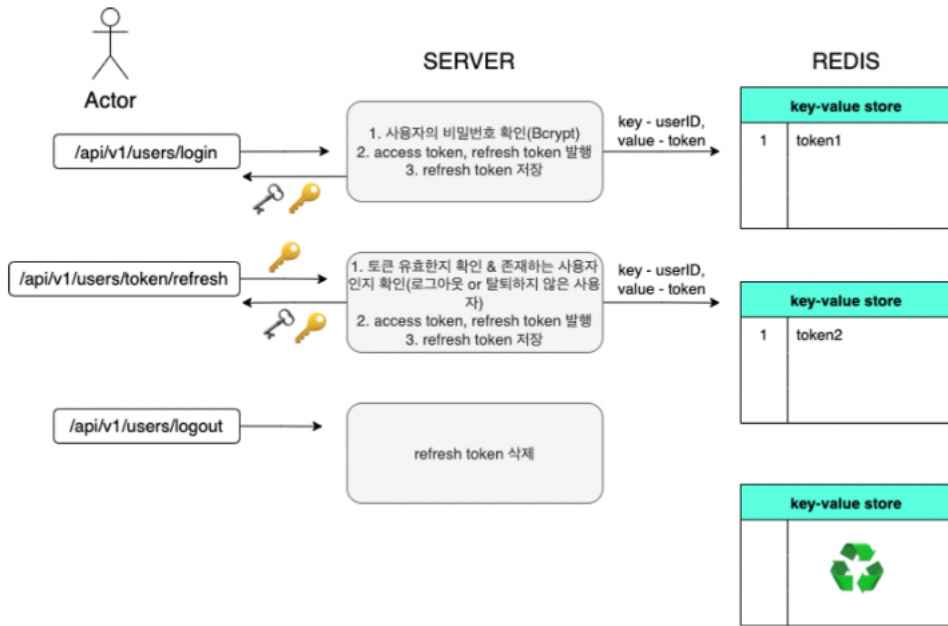 Actor
SERVER
REDIS
/api/v1/users/login
1. 사용자의 비밀번호 확인(Bcrypt)
2. access token, refresh token 발행
3. refresh token 저장
key - userID,
value - token
key-value store
1 token1
/api/v1/users/token/refresh
1. 토큰 유효한지 확인 & 존재하는 사용자
인지 확인(로그아웃 or 탈퇴하지 않은 사용
자)
2. access token, refresh token 발행
3. refresh token 저장
key - userID,
value - token
key-value store
1 token2
/api/v1/users/logout
refresh token 삭제
key-value store